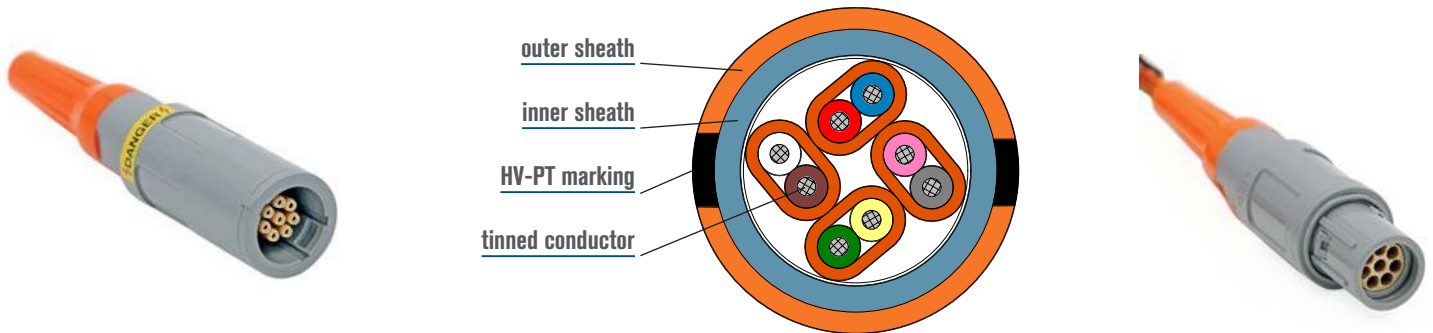 ⚡DANGER⚡
outer sheath
inner sheath
HV-PT marking
tinned conductor